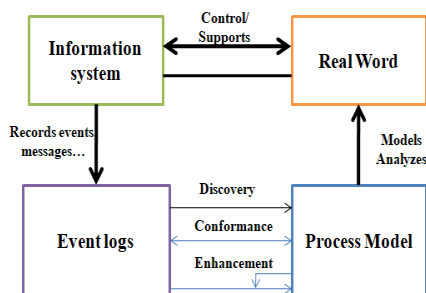 Control/
Supports
Information
system
Real Word
Records events,
messages…
Models
Analyzes
Discovery
Conformance
Enhancement
Event logs
Process Model